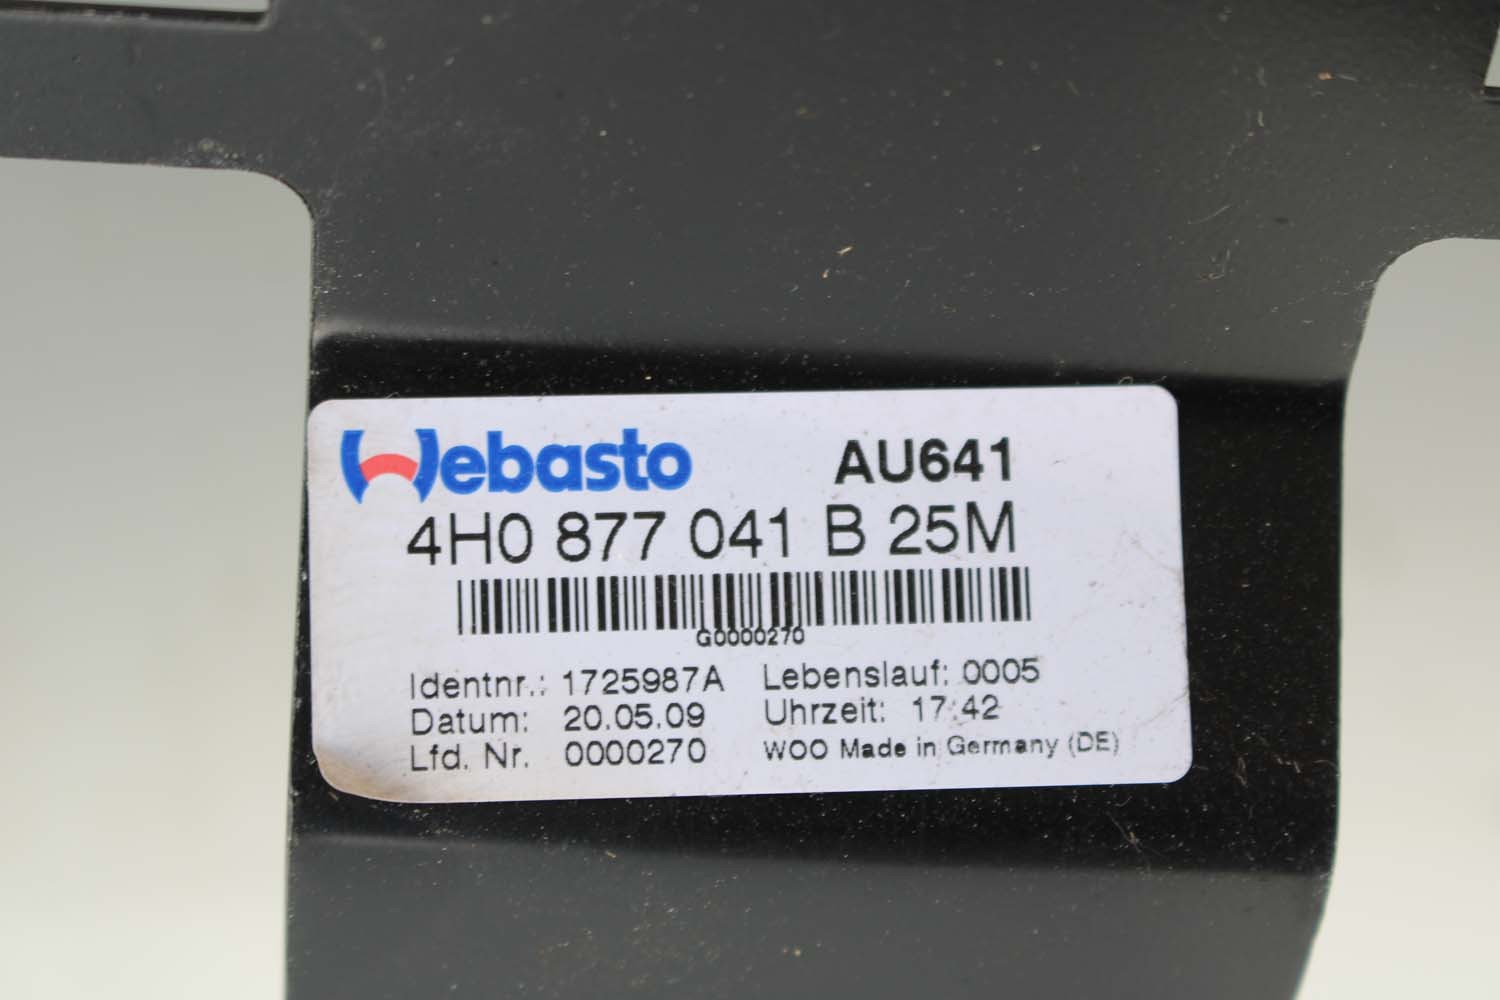 Webasto AU641
4H0 877 041 B 25M
G0000270
Identnr.: 1725987A Lebenslauf: 0005
Datum: 20.05.09 Uhrzeit: 17:42
Lfd. Nr. 0000270 WOO Made in Germany (DE)